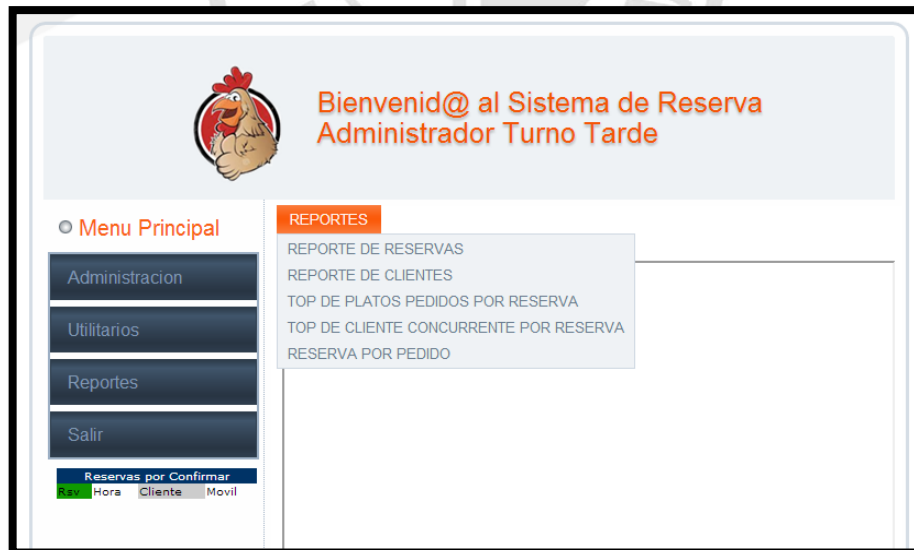 Bienvenid@ al Sistema de Reserva
Administrador Turno Tarde
Menu Principal
Administracion
Utilitarios
Reportes
Salir
Reservas por Confirmar
Rsv Hora Cliente Movil
REPORTES
REPORTE DE RESERVAS
REPORTE DE CLIENTES
TOP DE PLATOS PEDIDOS POR RESERVA
TOP DE CLIENTE CONCURRENTE POR RESERVA
RESERVA POR PEDIDO